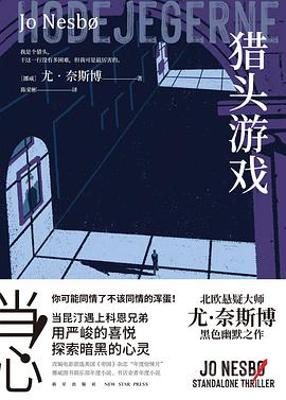 Jo Nesbø
HODEJEGERNE
我是个猎头，
干这一行没有多困难，但我可是最厉害的。
[挪威] 尤·奈斯博 著
陈荣彬 译
猎头游戏
当心
你可能同情了不该同情的浑蛋！
当昆汀遇上科恩兄弟
用严峻的喜悦
探索暗黑的心灵
新星出版社 NEW STAR PRESS
北欧悬疑大师
尤·奈斯博
黑色幽默之作
JO NESBØ
STANDALONE THRILLER